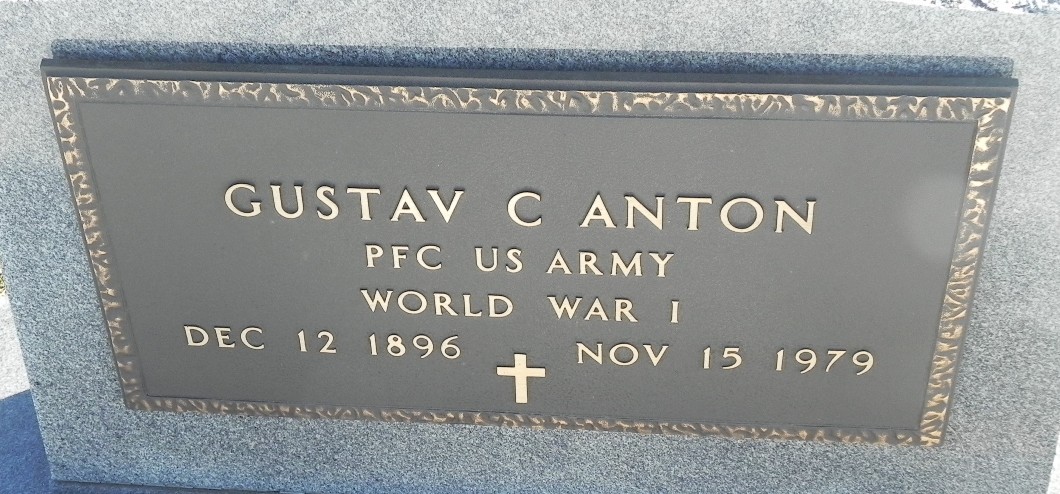 GUSTAV C ANTON
PFC US ARMY
WORLD WAR I
DEC 12 1896 NOV 15 1979